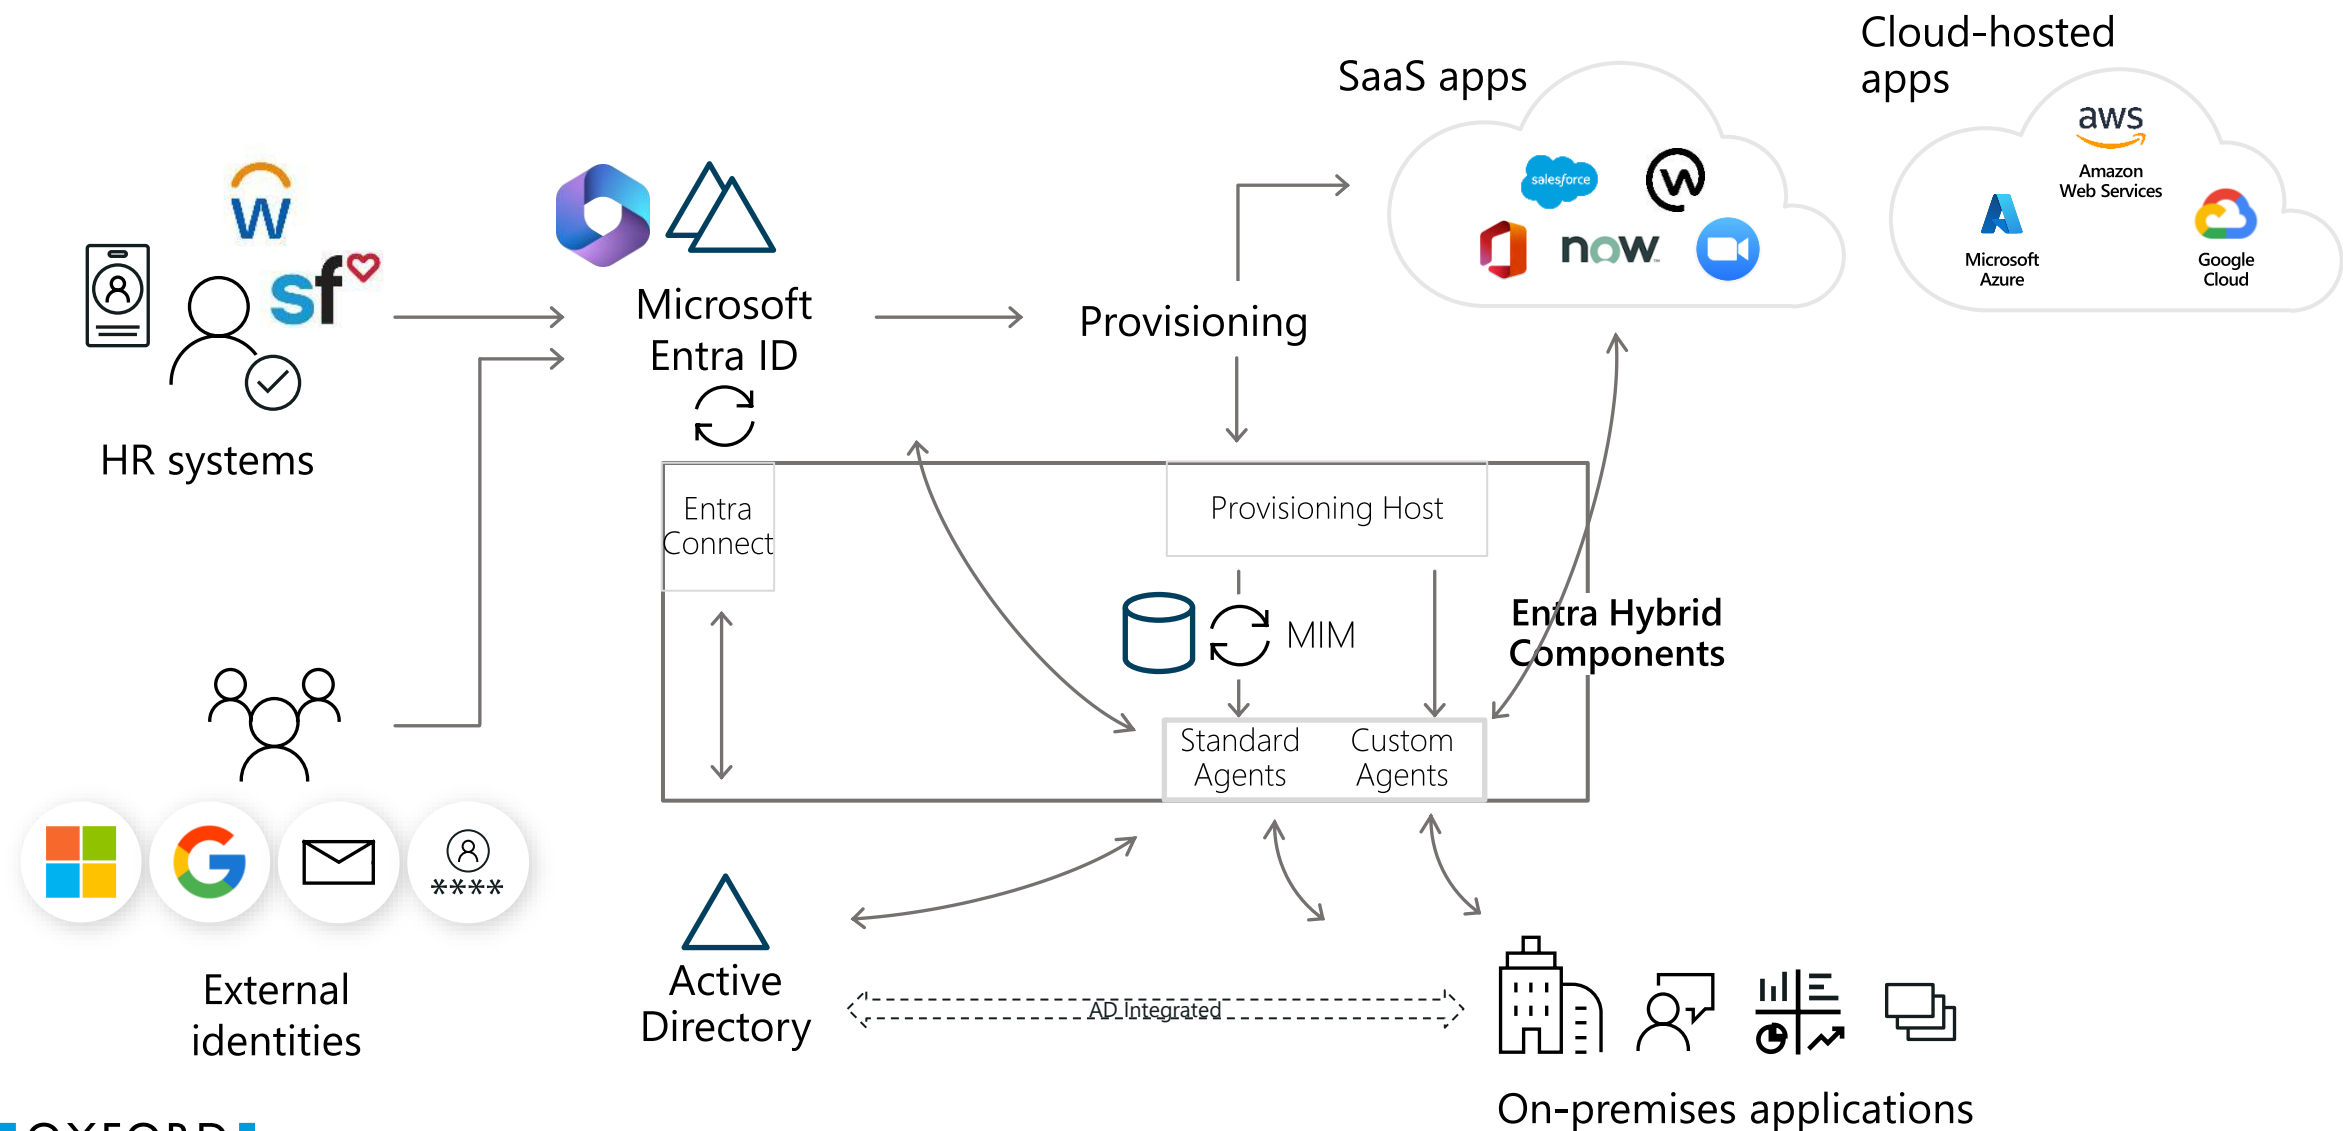 Cloud-hosted
apps
SaaS apps
aws
Amazon
Web Services
salesforce
W
now
Microsoft
Azure
Google
Cloud
W
sf
HR systems
Microsoft
Entra ID
Provisioning
Entra
Connect
Provisioning Host
MIM
Entra Hybrid
Components
Standard
Agents
Custom
Agents
G
****
External
identities
Active
Directory
AD Integrated
On-premises applications
OXFORD